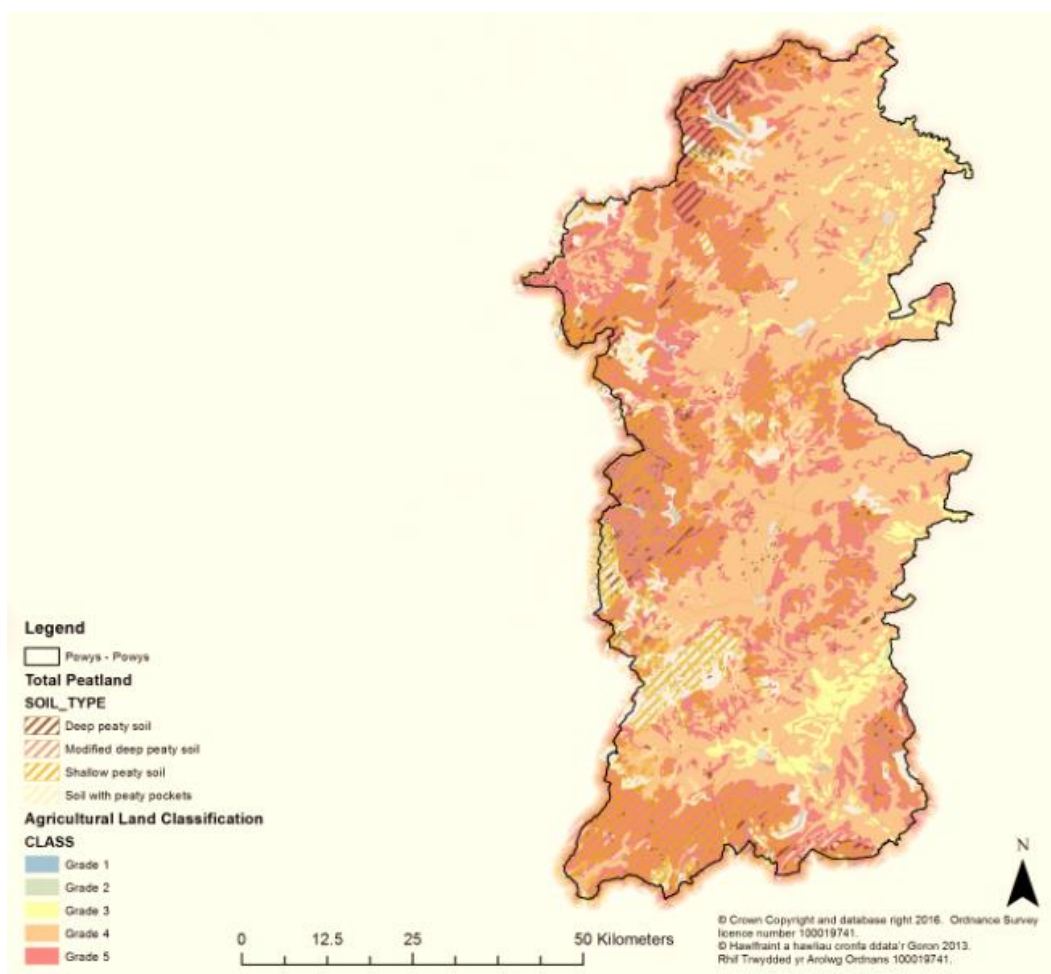 Legend
Powys - Powys
Total Peatland
SOIL_TYPE
Deep peaty soil
Modified deep peaty soil
Shallow peaty soil
Soil with peaty pockets
Agricultural Land Classification
CLASS
Grade 1
Grade 2
Grade 3
Grade 4
Grade 5
0 12.5 25 50 Kilometers
N
© Crown Copyright and database right 2016. Ordnance Survey
licence number 100019741.
© Hawlfraint a hawliau cronfa ddata'r Goron 2013.
Rhif Trwydded yr Arolwg Ordnans 100019741.